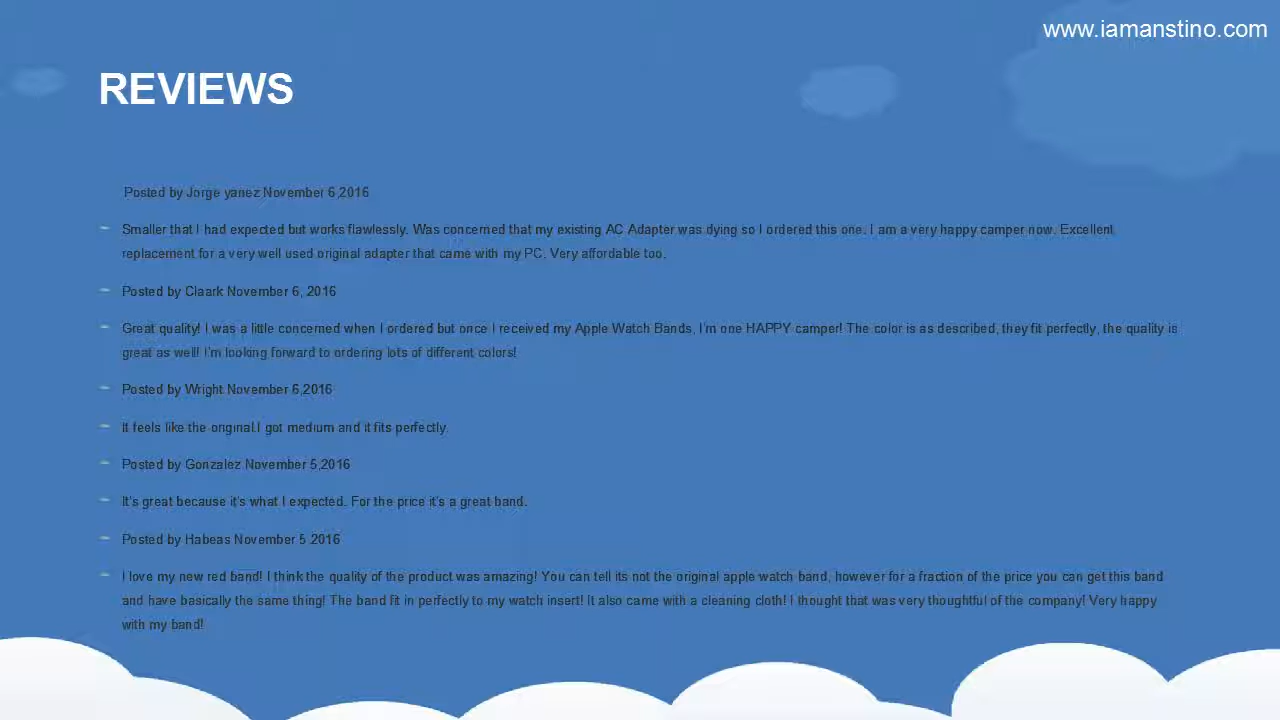 www.iamanstino.com
REVIEWS
Posted by Jorge yanez November 6,2016
Smaller that I had expected but works flawlessly. Was concerned that my existing AC Adapter was dying so I ordered this one. I am a very happy camper now. Excellent
replacement for a very well used original adapter that came with my PC. Very affordable too.
Posted by Claark November 6, 2016
Great quality! I was a little concerned when I ordered but once I received my Apple Watch Bands, I'm one HAPPY camper! The color is as described, they fit perfectly, the quality is
great as well! I'm looking forward to ordering lots of different colors!
Posted by Wright November 6,2016
It feels like the original.I got medium and it fits perfectly.
Posted by Gonzalez November 5,2016
It's great because it's what I expected. For the price it's a great band.
Posted by Habeas November 5,2016
I love my new red band! I think the quality of the product was amazing! You can tell its not the original apple watch band, however for a fraction of the price you can get this band
and have basically the same thing! The band fit in perfectly to my watch insert! It also came with a cleaning cloth! I thought that was very thoughtful of the company! Very happy
with my band!